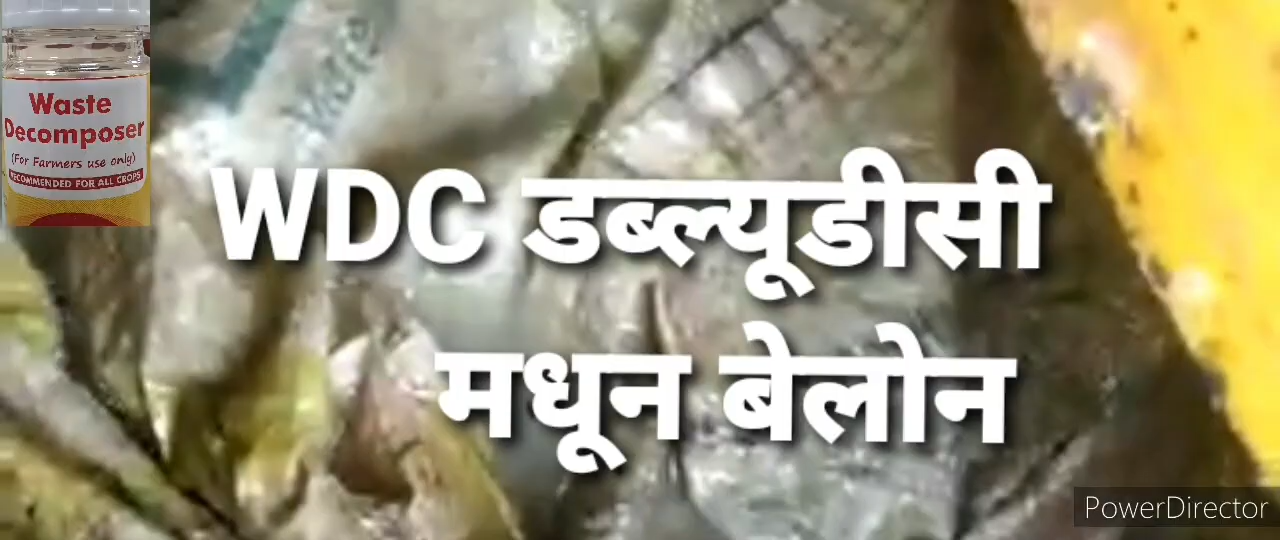 Waste
Decomposer
(For Farmers use only)
RECOMMENDED FOR ALL CROPS
WDC डब्ल्यूडीसी
मधून बेलोन
PowerDirector